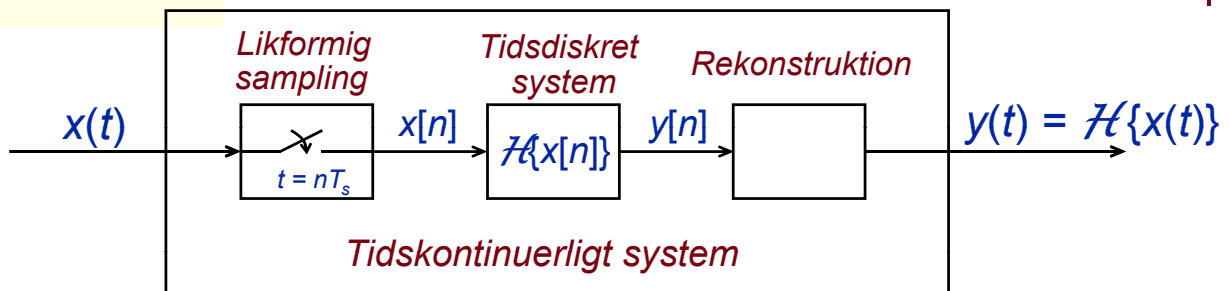 Likformig
sampling
Tidsdiskret
system
Rekonstruktion
x(t)
x[n]
y[n]
y(t) = ℋ{x(t)}
t = nTₛ
ℋ{x[n]}
Tidskontinuerligt system